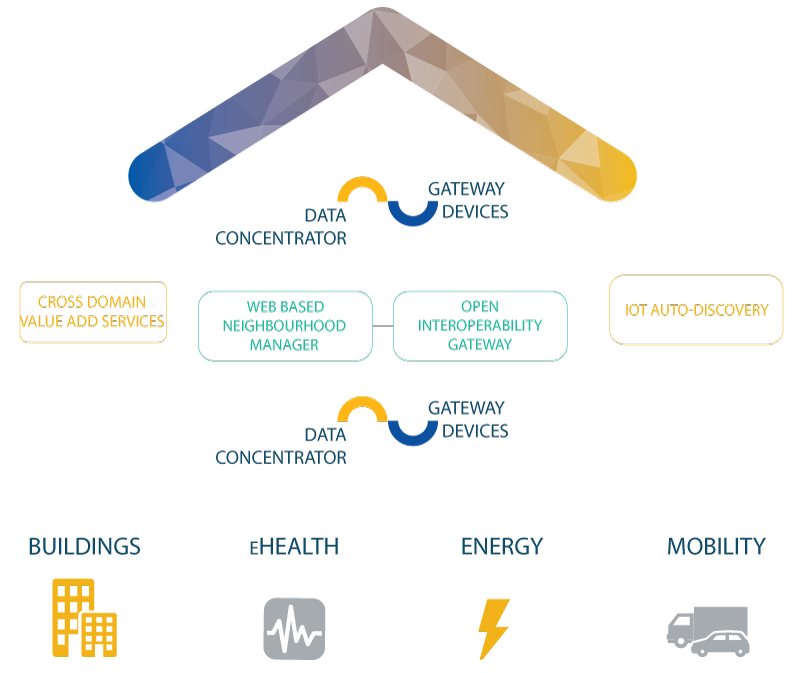 DATA
CONCENTRATOR
GATEWAY
DEVICES
CROSS DOMAIN
VALUE ADD SERVICES
WEB BASED
NEIGHBOURHOOD
MANAGER
OPEN
INTEROPERABILITY
GATEWAY
IOT AUTO-DISCOVERY
DATA
CONCENTRATOR
GATEWAY
DEVICES
BUILDINGS
eHEALTH
ENERGY
MOBILITY